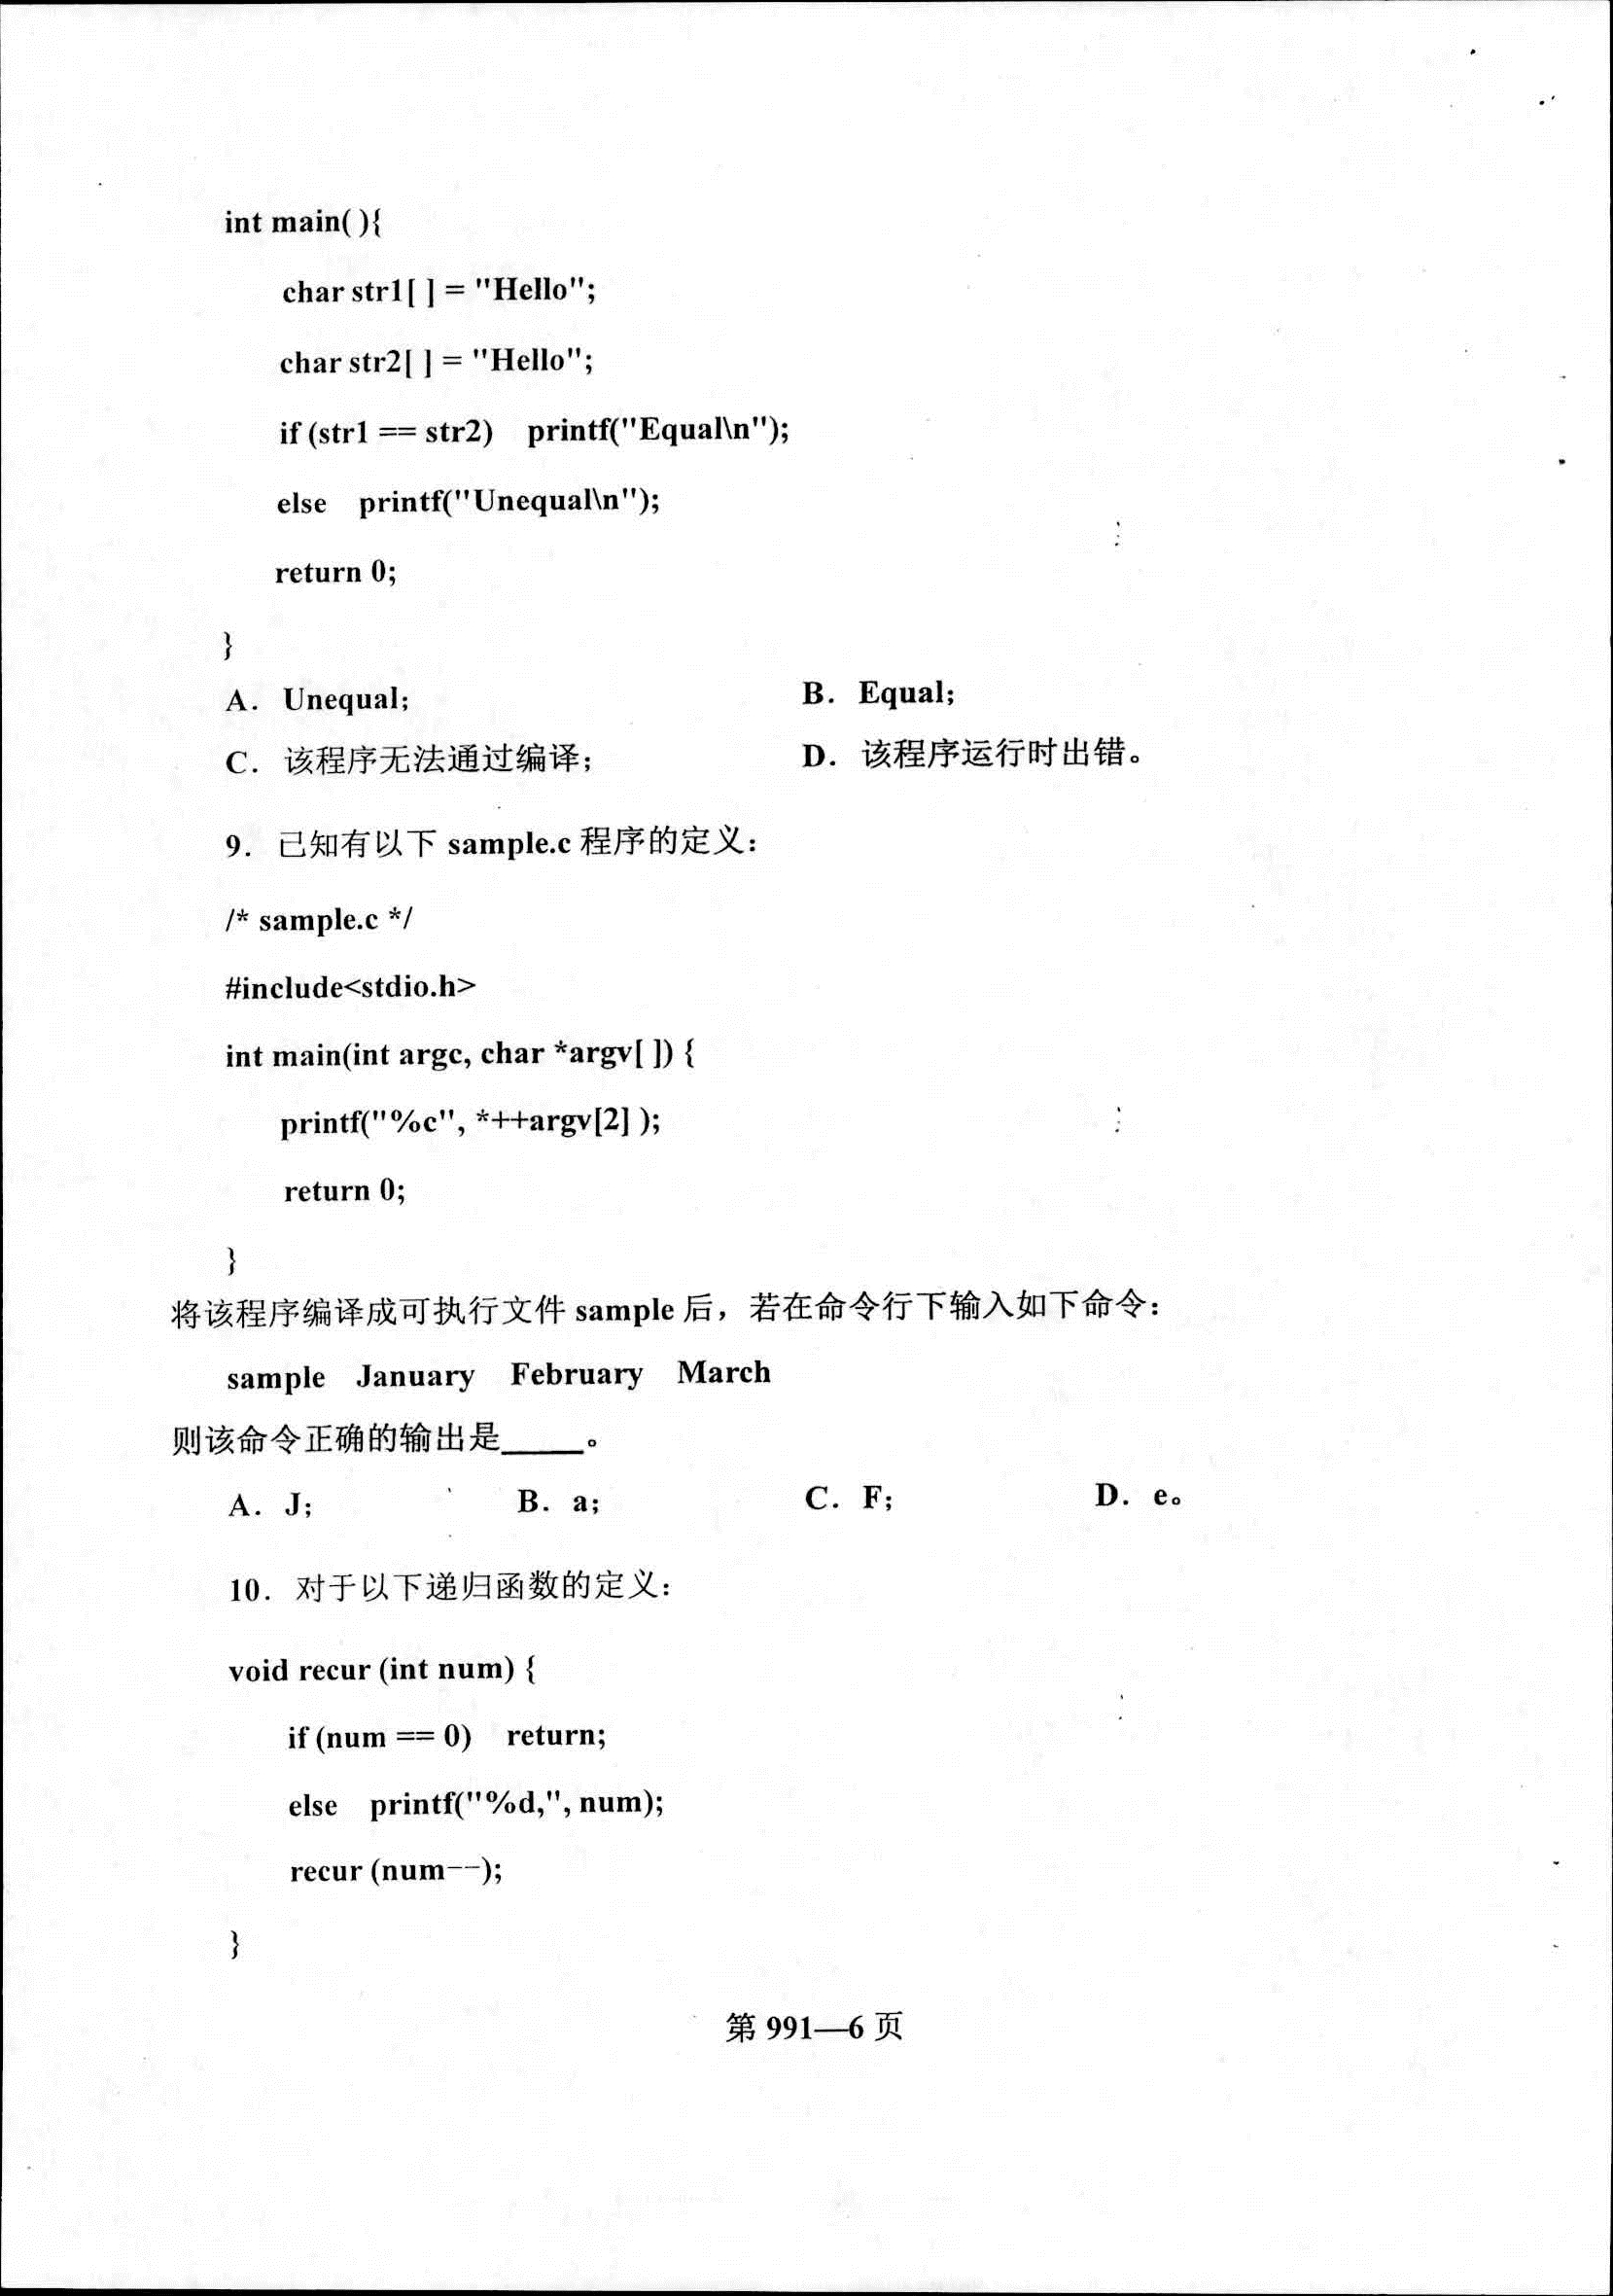 int main( ){
char str1[ ] = "Hello";
char str2[ ] = "Hello";
if (str1 == str2) printf("Equal\n");
else printf("Unequal\n");
return 0;
}
A. Unequal; B. Equal;
C. 该程序无法通过编译; D. 该程序运行时出错。
9. 已知有以下 sample.c 程序的定义:
/* sample.c */
#include<stdio.h>
int main(int argc, char *argv[ ]) {
printf("%c", *++argv[2] );
return 0;
}
将该程序编译成可执行文件 sample 后，若在命令行下输入如下命令:
sample January February March
则该命令正确的输出是_____。
A. J; B. a; C. F; D. e。
10. 对于以下递归函数的定义:
void recur (int num) {
if (num == 0) return;
else printf("%d,", num);
recur (num--);
}
第 991—6 页